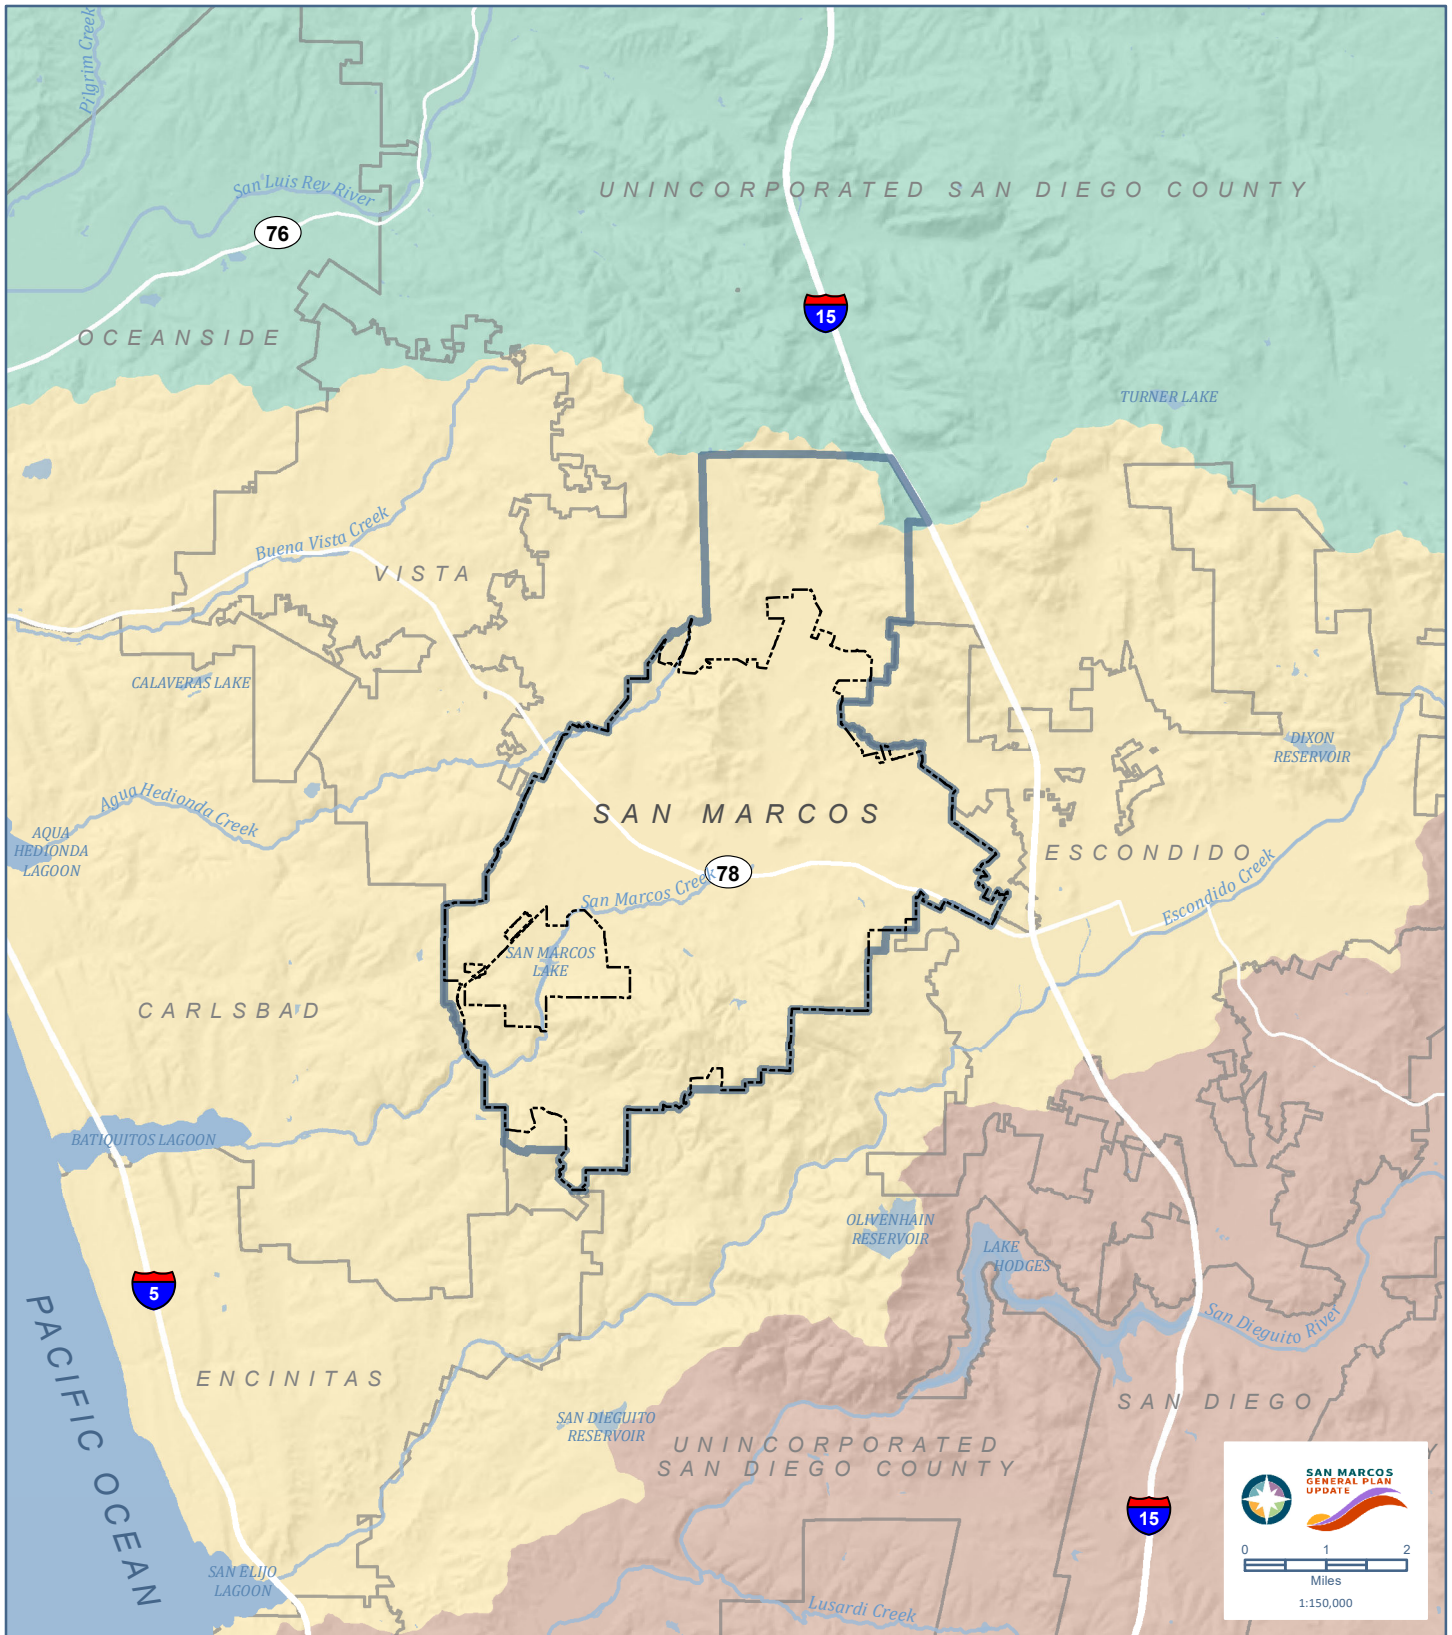 Pilgrim Creek
San Luis Rey River
UNINCORPORATED SAN DIEGO COUNTY
76
15
OCEANSIDE
TURNER LAKE
Buena Vista Creek
VISTA
CALAVERAS LAKE
DIXON
RESERVOIR
Agua Hedionda Creek
SAN MARCOS
AQUA
HEDIONDA
LAGOON
ESCONDIDO
78
San Marcos Creek
Escondido Creek
SAN MARCOS
LAKE
CARLSBAD
BATIQUITOS LAGOON
OLIVENHAIN
RESERVOIR
LAKE
HODGES
5
San Dieguito River
PACIFIC OCEAN
ENCINITAS
SAN DIEGO
SAN DIEGUITO
RESERVOIR
UNINCORPORATED
SAN DIEGO COUNTY
Y
SAN MARCOS
GENERAL PLAN
UPDATE
15
0 1 2
Miles
1:150,000
SAN ELIJO
LAGOON
Lusardi Creek